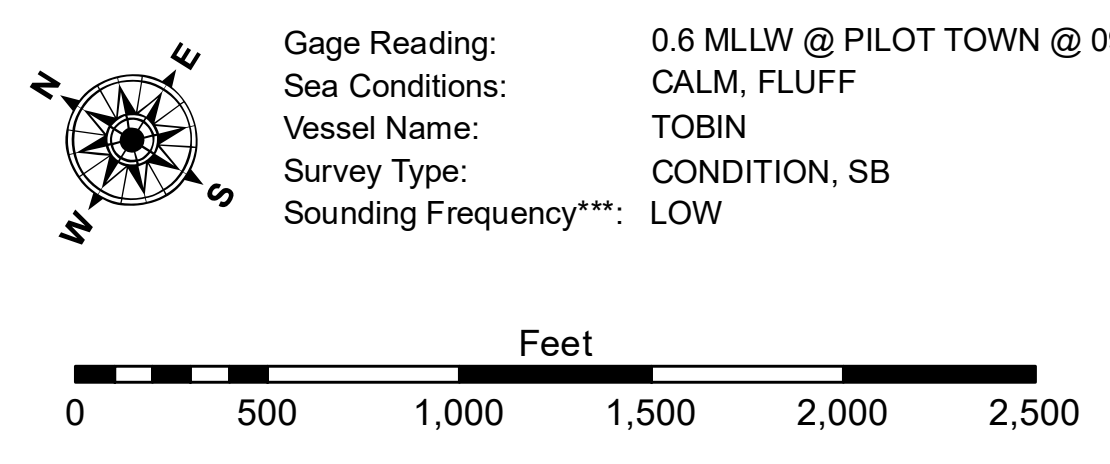 N
E
S
W
Gage Reading: 0.6 MLLW @ PILOT TOWN @ 0
Sea Conditions: CALM, FLUFF
Vessel Name: TOBIN
Survey Type: CONDITION, SB
Sounding Frequency***: LOW
Feet
0 500 1,000 1,500 2,000 2,500